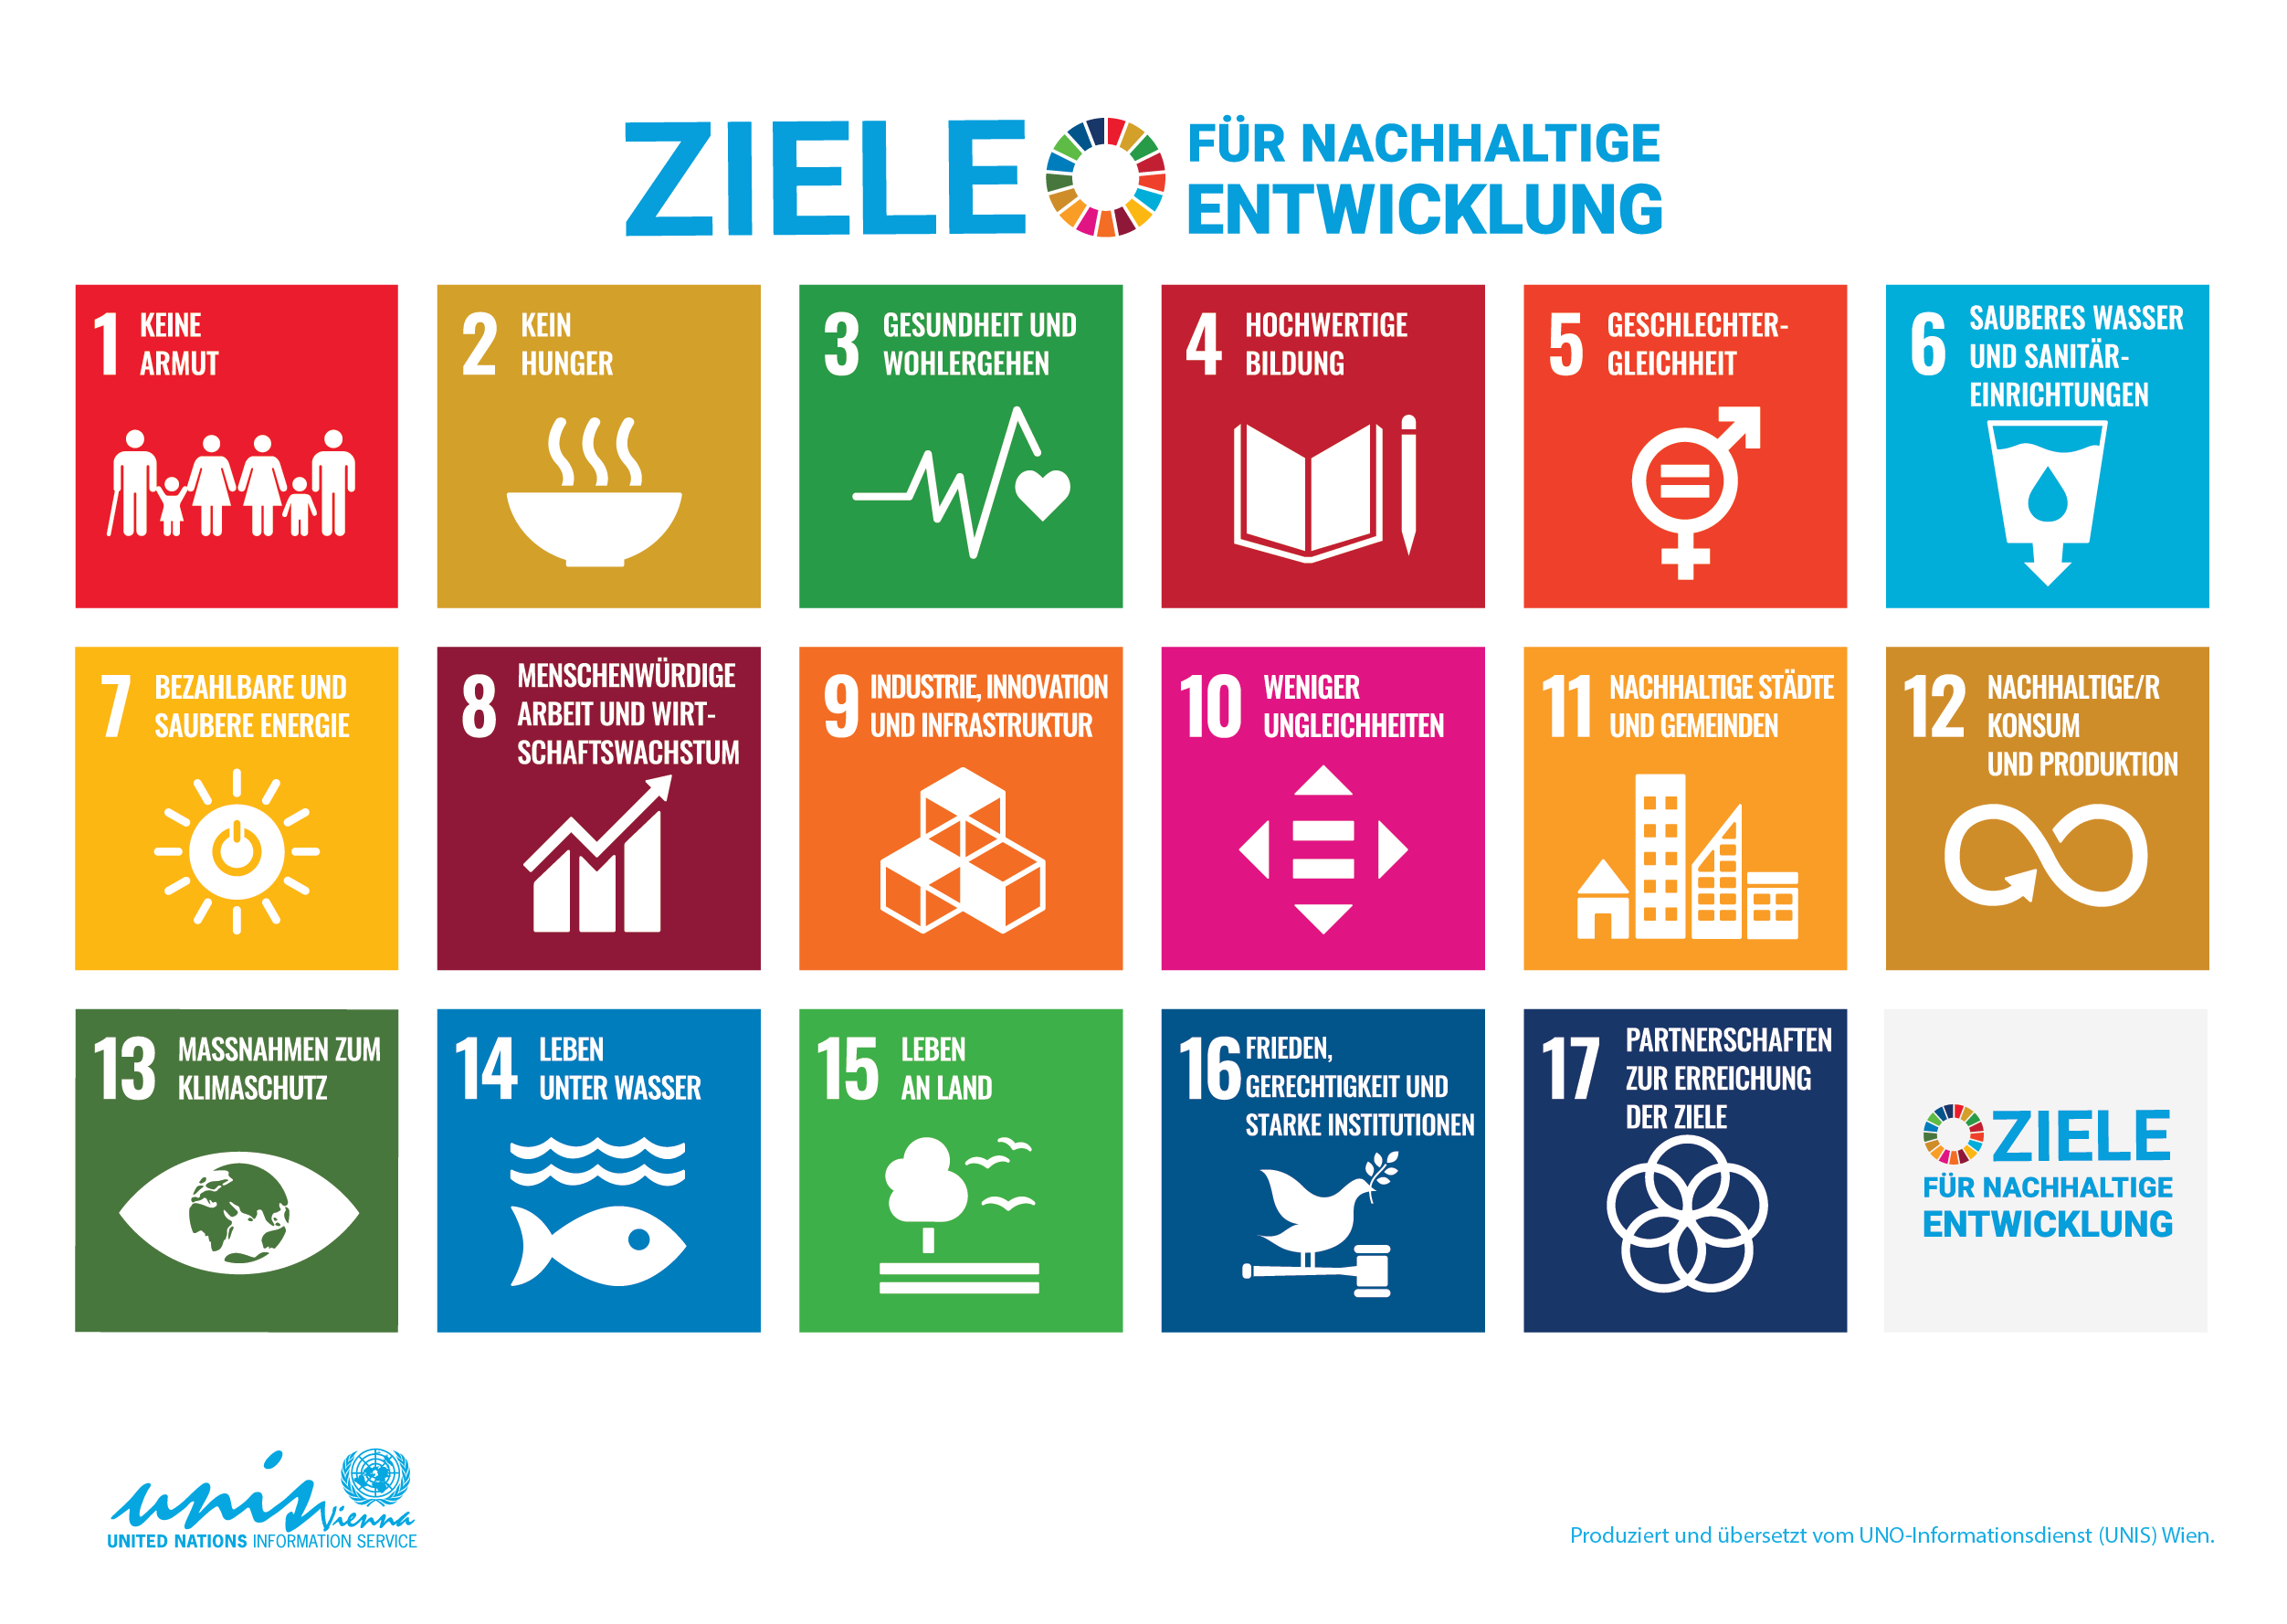 ZIELE FÜR NACHHALTIGE
ENTWICKLUNG
1 KEINE
ARMUT
2 KEIN
HUNGER
3 GESUNDHEIT UND
WOHLERGEHEN
4 HOCHWERTIGE
BILDUNG
5 GESCHLECHTER-
GLEICHHEIT
6 SAUBERES WASSER
UND SANITÄR-
EINRICHTUNGEN
7 BEZAHLBARE UND
SAUBERE ENERGIE
8 MENSCHENWÜRDIGE
ARBEIT UND WIRT-
SCHAFTSWACHSTUM
9 INDUSTRIE, INNOVATION
UND INFRASTRUKTUR
10 WENIGER
UNGLEICHHEITEN
11 NACHHALTIGE STÄDTE
UND GEMEINDEN
12 NACHHALTIGE/R
KONSUM
UND PRODUKTION
13 MASSNAHMEN ZUM
KLIMASCHUTZ
14 LEBEN
UNTER WASSER
15 LEBEN
AN LAND
16 FRIEDEN,
GERECHTIGKEIT UND
STARKE INSTITUTIONEN
17 PARTNERSCHAFTEN
ZUR ERREICHUNG
DER ZIELE
ZIELE
FÜR NACHHALTIGE
ENTWICKLUNG
unis Vienna
UNITED NATIONS INFORMATION SERVICE
Produziert und übersetzt vom UNO-Informationsdienst (UNIS) Wien.